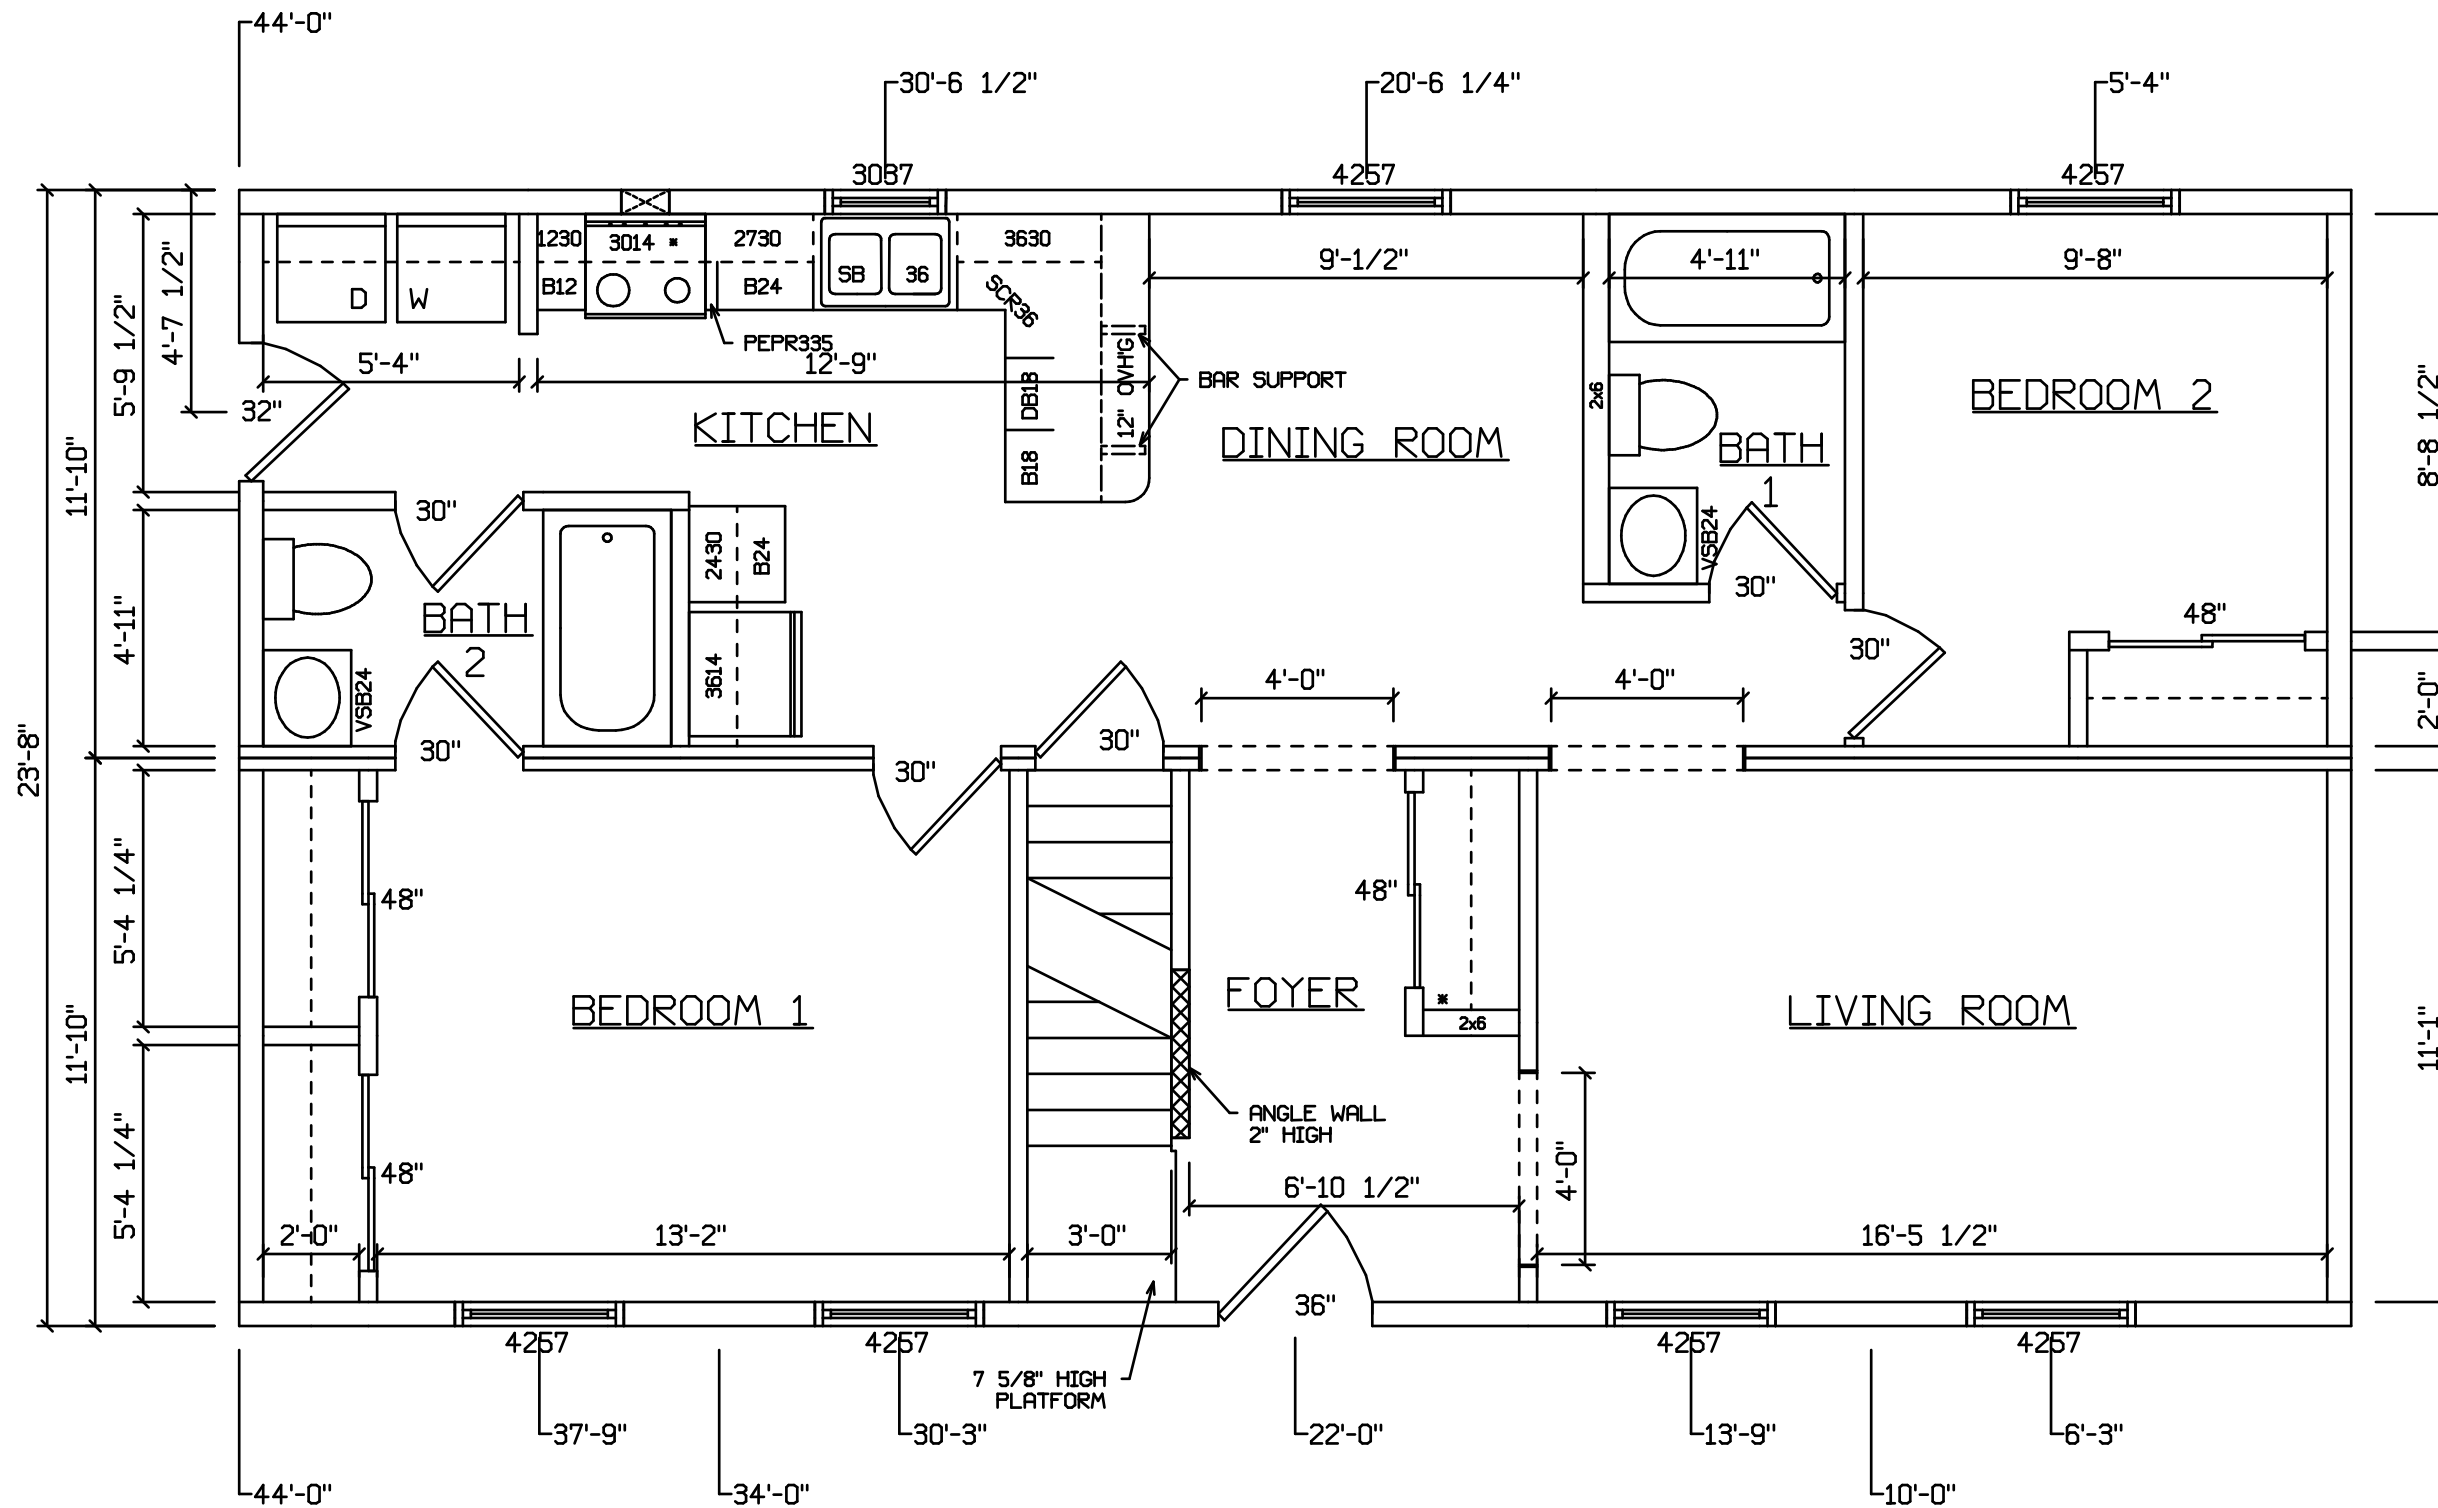 44'-0"
30'-6 1/2"
20'-6 1/4"
5'-4"
3037
4257
4257
1230
3014 *
2730
3630
9'-1/2"
4'-11"
9'-8"
D
W
B12
B24
SB
36
SCR36
PEPR335
5'-4"
12'-9"
12" OVH'G
BAR SUPPORT
DB18
B18
32"
4'-7 1/2"
5'-9 1/2"
11'-10"
23'-8"
KITCHEN
DINING ROOM
2x6
BATH
1
BEDROOM 2
8'-8 1/2"
30"
2430
B24
VSB24
30"
BATH
2
4'-11"
3614
VSB24
30"
30"
48"
2'-0"
4'-0"
4'-0"
30"
30"
5'-4 1/4"
48"
48"
BEDROOM 1
FOYER
*
2x6
LIVING ROOM
11'-1"
11'-10"
ANGLE WALL
2" HIGH
5'-4 1/4"
48"
4'-0"
6'-10 1/2"
2'-0"
13'-2"
3'-0"
16'-5 1/2"
36"
4257
4257
4257
4257
7 5/8" HIGH
PLATFORM
37'-9"
30'-3"
22'-0"
13'-9"
6'-3"
44'-0"
34'-0"
10'-0"